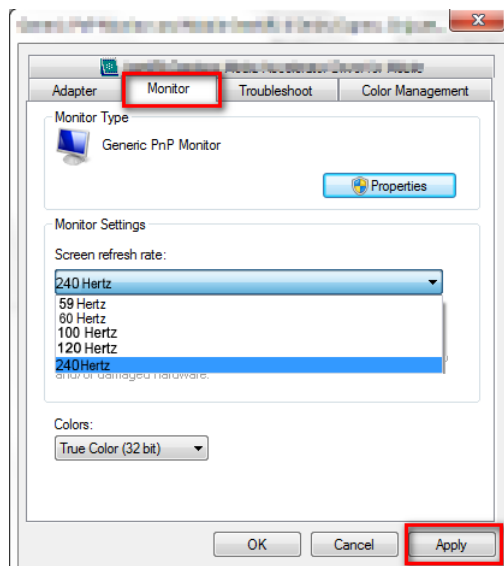 Adapter Monitor Troubleshoot Color Management
Monitor Type
Generic PnP Monitor
Properties
Monitor Settings
Screen refresh rate:
240 Hertz
59 Hertz
60 Hertz
100 Hertz
120 Hertz
240Hertz
and/or damaged hardware.
Colors:
True Color (32 bit)
OK Cancel Apply